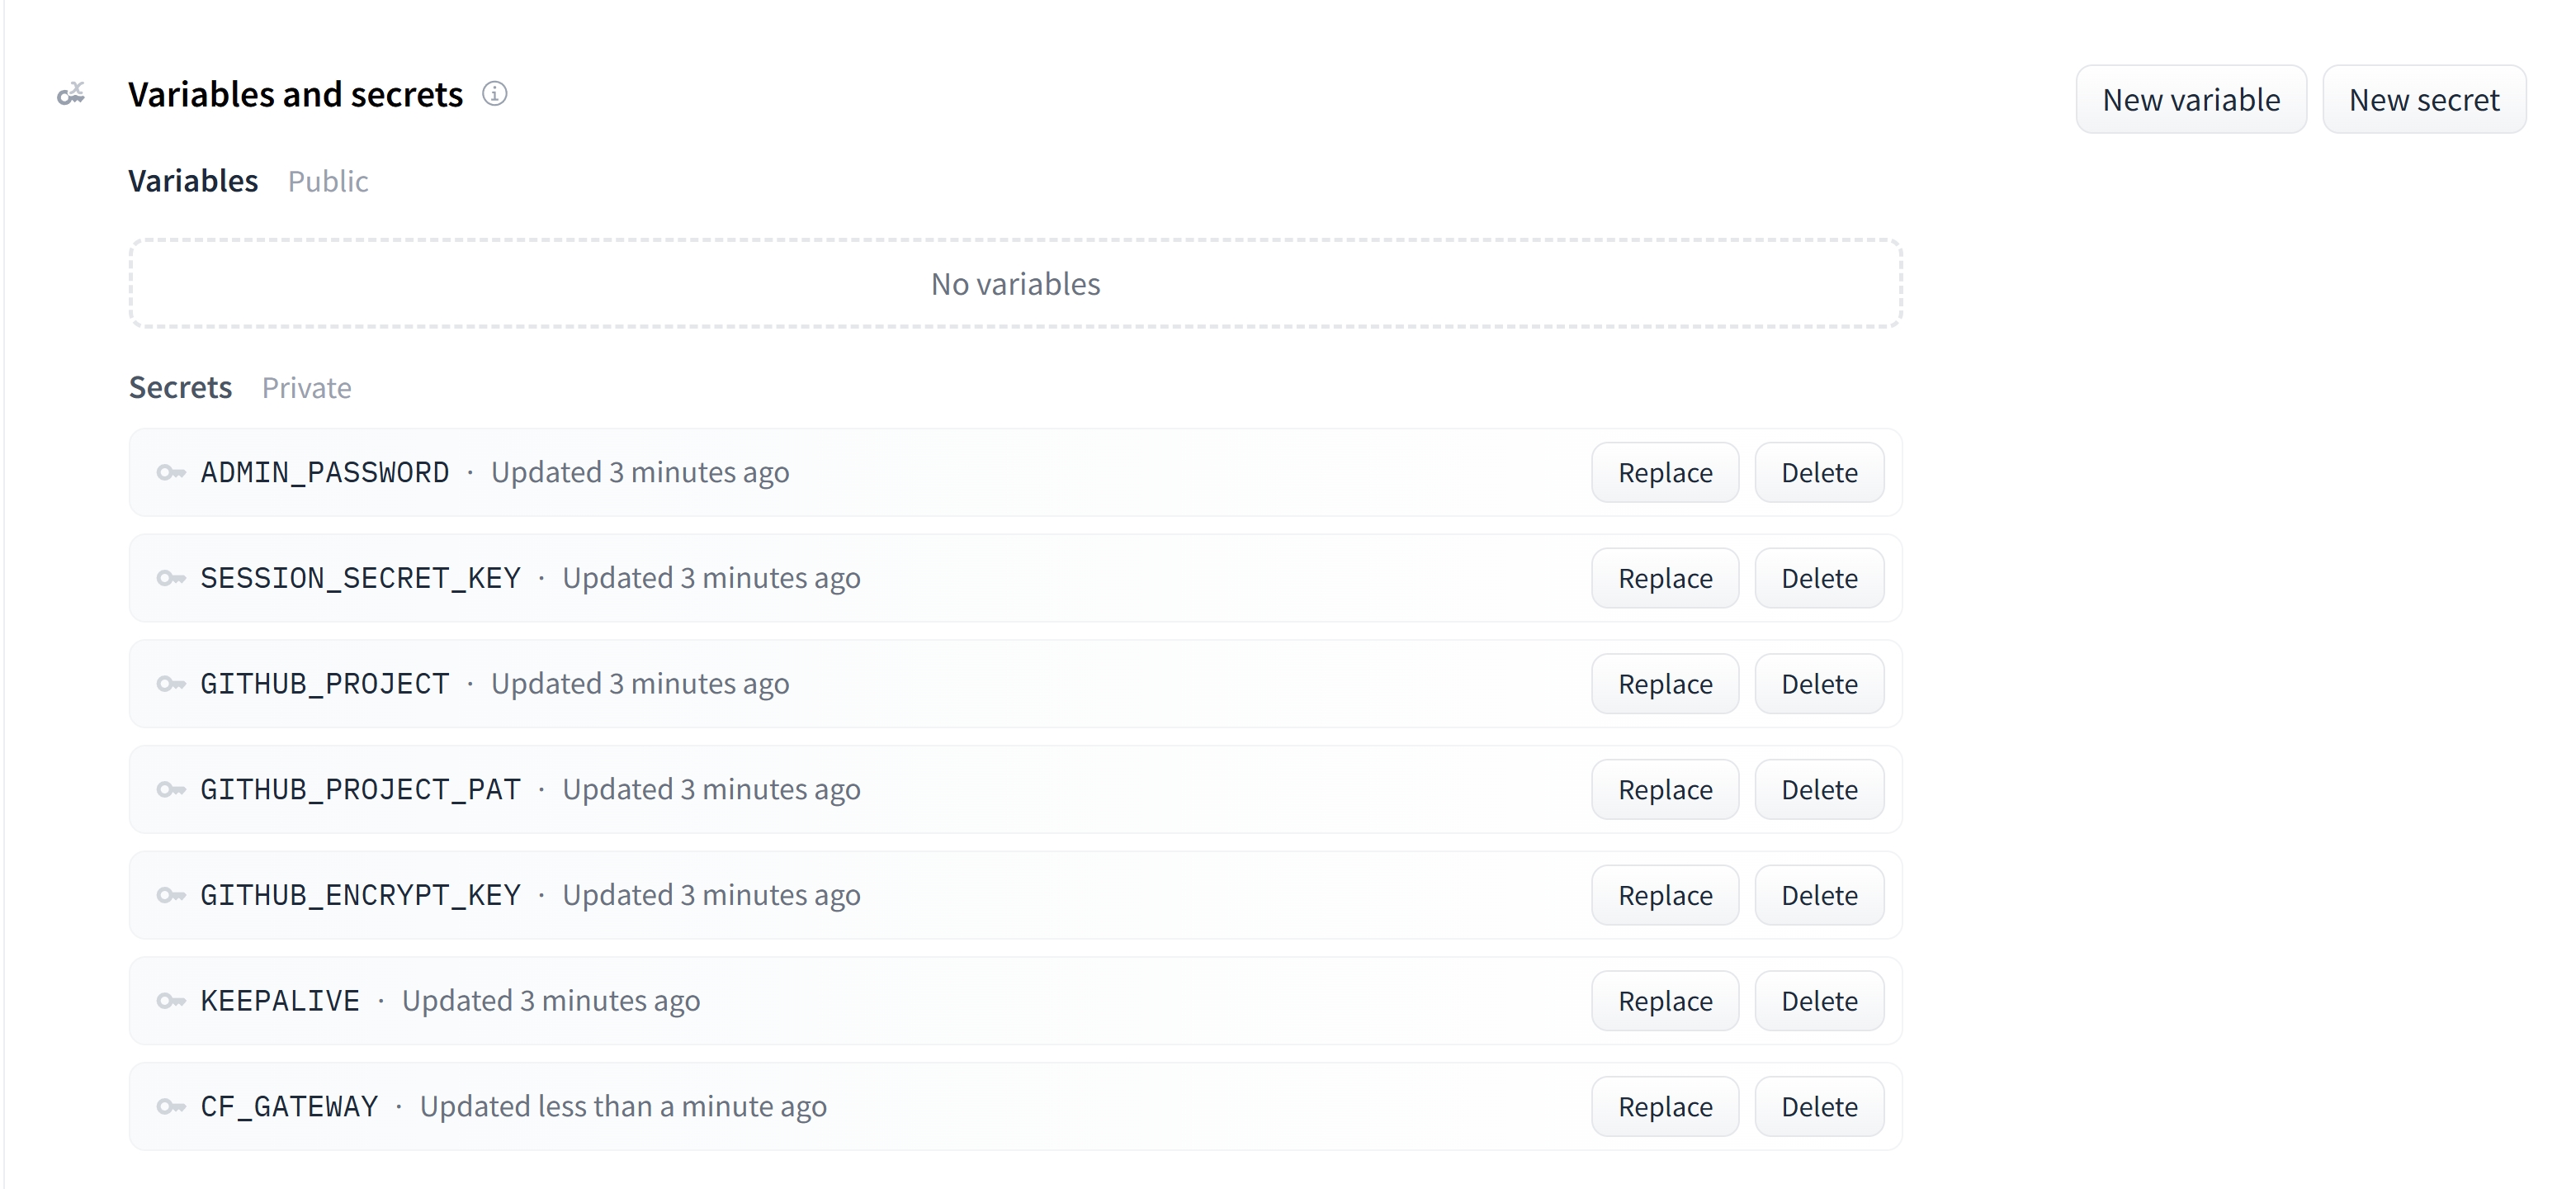 Variables and secrets
New variable New secret
Variables Public
No variables
Secrets Private
ADMIN_PASSWORD · Updated 3 minutes ago Replace Delete
SESSION_SECRET_KEY · Updated 3 minutes ago Replace Delete
GITHUB_PROJECT · Updated 3 minutes ago Replace Delete
GITHUB_PROJECT_PAT · Updated 3 minutes ago Replace Delete
GITHUB_ENCRYPT_KEY · Updated 3 minutes ago Replace Delete
KEEPALIVE · Updated 3 minutes ago Replace Delete
CF_GATEWAY · Updated less than a minute ago Replace Delete